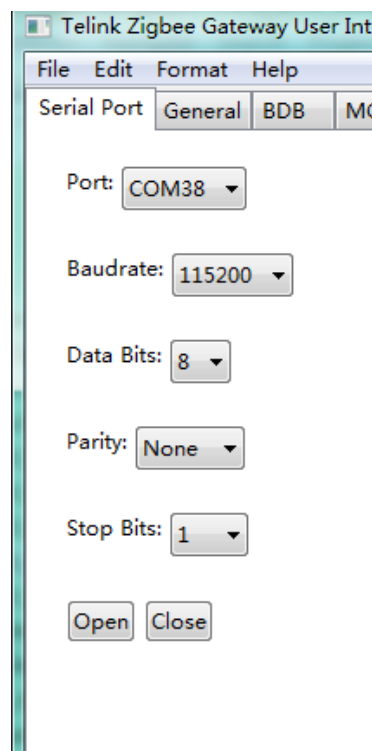 Telink Zigbee Gateway User Int
File Edit Format Help
Serial Port General BDB
Port: COM38
Baudrate: 115200
Data Bits: 8
Parity: None
Stop Bits: 1
Open Close